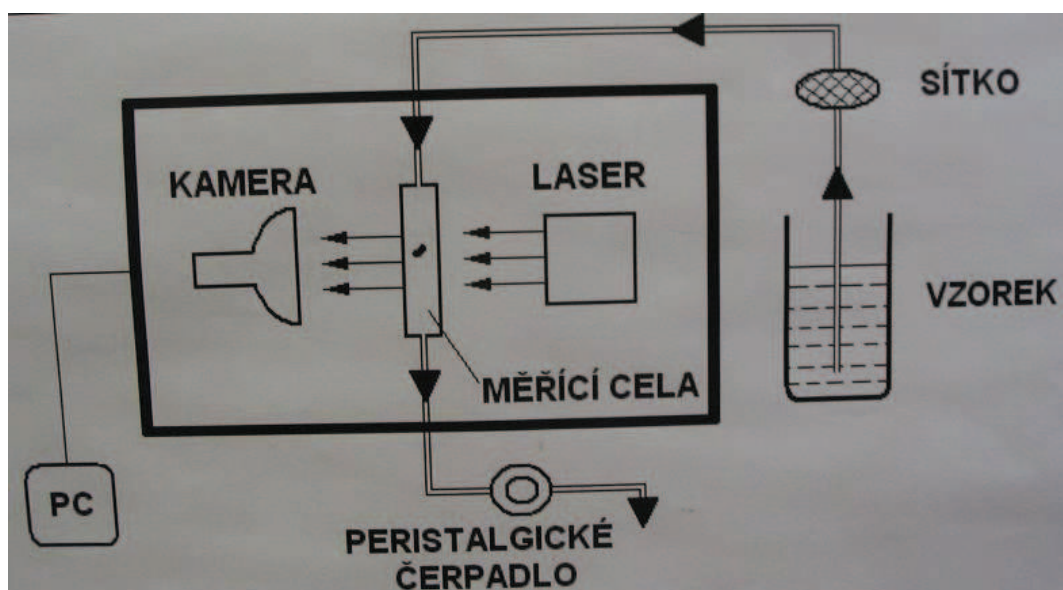 SÍTKO
KAMERA
LASER
VZOREK
MĚŘÍCÍ CELA
PC
PERISTALGICKÉ
ČERPADLO